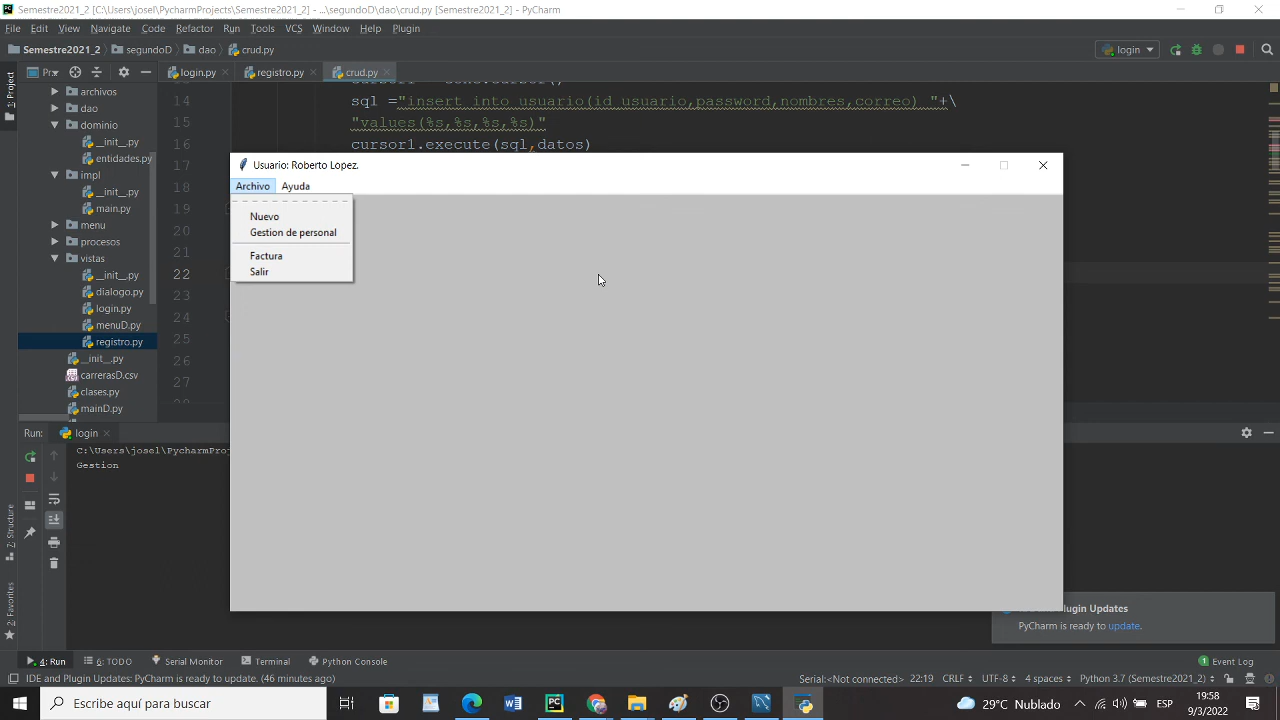 Semestre2021_2 [C:\Users\josel\PycharmProjects\Semestre2021_2] - ...\segundoD\dao\crud.py [Semestre2021_2] - PyCharm
File Edit View Navigate Code Refactor Run Tools VCS Window Help Plugin
Semestre2021_2 segundoD dao crud.py login
Pr login.py registro.py crud.py
1: Project
archivos
dao
dominio
__init__.py
entidades.py
impl
__init__.py
main.py
menu
procesos
vistas
__init__.py
dialogo.py
login.py
menuD.py
registro.py
__init__.py
carrerasD.csv
clases.py
mainD.py
14 sql ="insert into usuario(id_usuario,password,nombres,correo) "+\
15 "values(%s,%s,%s,%s)"
16 cursor1.execute(sql,datos)
17
18
19
20
21
22
23
24
25
26
27
Usuario: Roberto Lopez.
Archivo Ayuda
Nuevo
Gestion de personal
Factura
Salir
Run: login
C:\Users\josel\PycharmProj
Gestion
Z: Structure
2: Favorites
Plugin Updates
PyCharm is ready to update.
4: Run 6: TODO Serial Monitor Terminal Python Console 1 Event Log
IDE and Plugin Updates: PyCharm is ready to update. (46 minutes ago) Serial:<Not connected> 22:19 CRLF UTF-8 4 spaces Python 3.7 (Semestre2021_2)
Escribe aquí para buscar 29°C Nublado ESP 19:58
9/3/2022